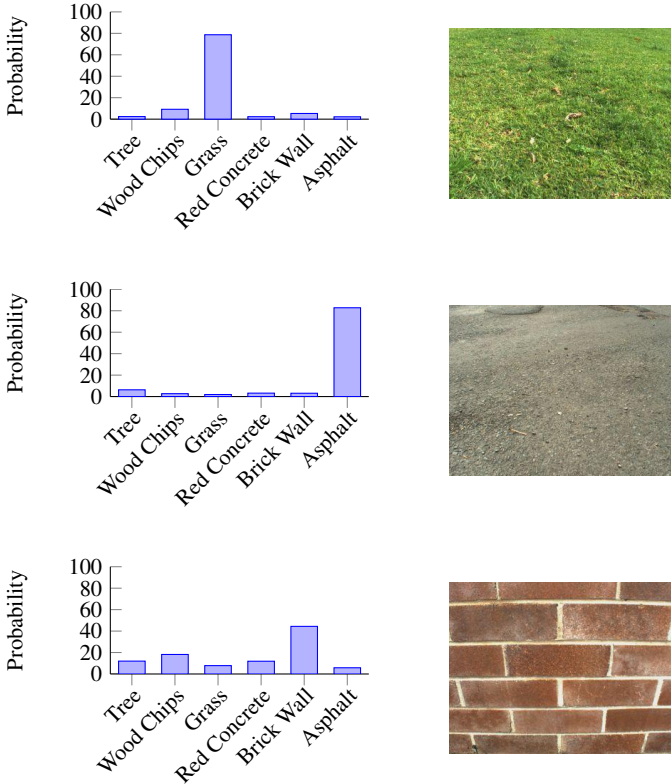 Probability
100
80
60
40
20
0
Tree
Wood Chips
Grass
Red Concrete
Brick Wall
Asphalt
Probability
100
80
60
40
20
0
Tree
Wood Chips
Grass
Red Concrete
Brick Wall
Asphalt
Probability
100
80
60
40
20
0
Tree
Wood Chips
Grass
Red Concrete
Brick Wall
Asphalt